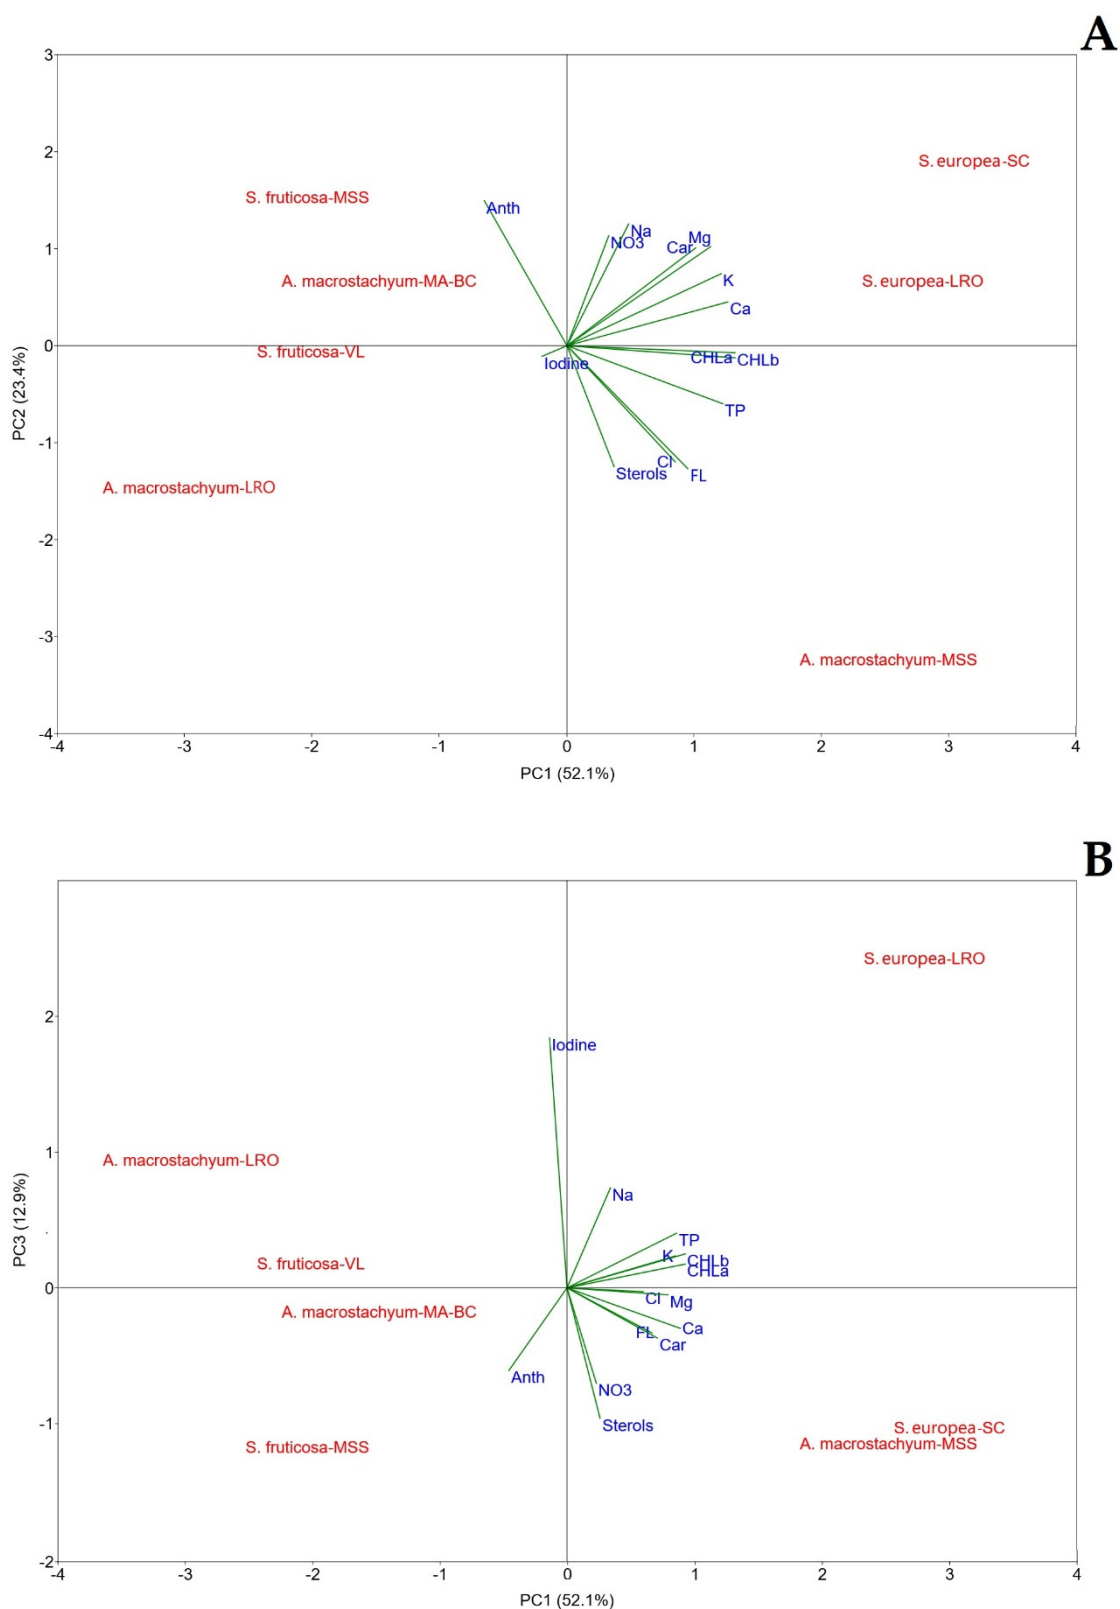 A
3
2
1
0
-1
-2
-3
-4
PC2 (23.4%)
S. europea-SC
S. fruticosa-MSS
Anth
Na
NO3
Mg
Car
A. macrostachyum-MA-BC
K
S. europea-LRO
Ca
S. fruticosa-VL
Iodine
CHLa
CHLb
TP
Cl
Sterols
FL
A. macrostachyum-LRO
A. macrostachyum-MSS
-4
-3
-2
-1
0
1
2
3
4
PC1 (52.1%)
B
2
1
0
-1
-2
PC3 (12.9%)
S. europea-LRO
Iodine
A. macrostachyum-LRO
Na
TP
K
CHLb
CHLa
S. fruticosa-VL
Cl
Mg
A. macrostachyum-MA-BC
Ca
FL
Car
Anth
NO3
Sterols
S. europea-SC
A. macrostachyum-MSS
S. fruticosa-MSS
-4
-3
-2
-1
0
1
2
3
4
PC1 (52.1%)